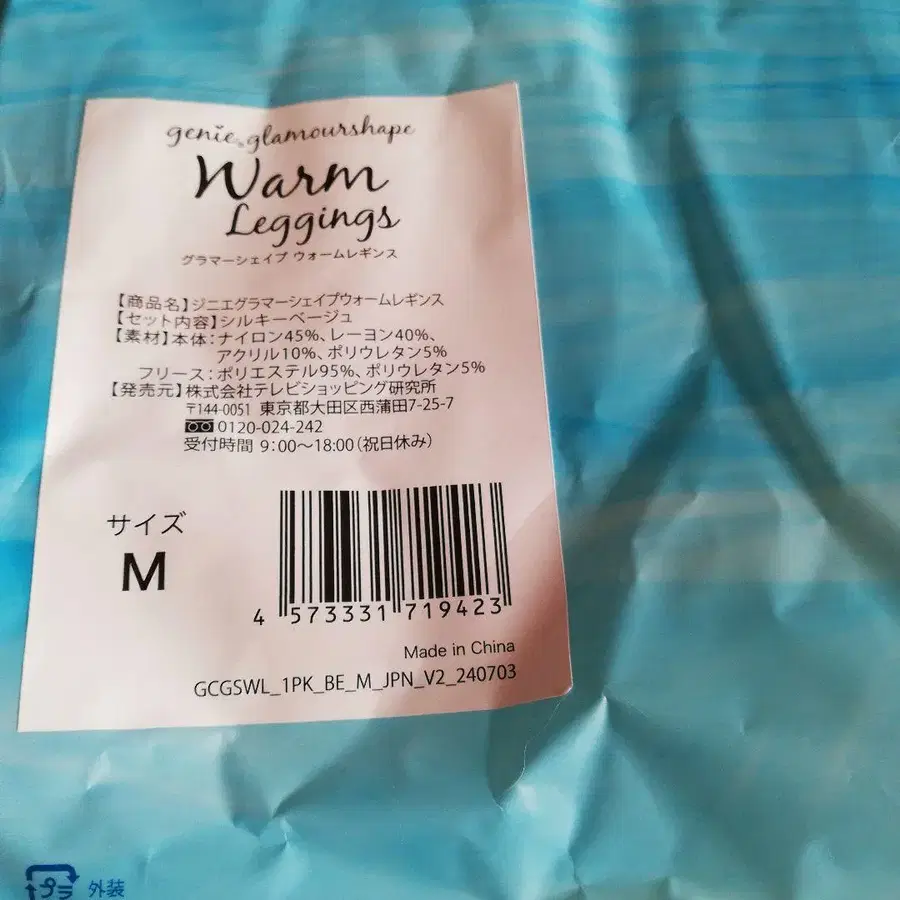 genie glamourshape
Warm
Leggings
グラマーシェイプ ウォームレギンス
【商品名】ジニエグラマーシェイプウォームレギンス
【セット内容】シルキーベージュ
【素材】本体：ナイロン45%、レーヨン40%、
アクリル10%、ポリウレタン5%
フリース：ポリエステル95%、ポリウレタン5%
【発売元】株式会社テレビショッピング研究所
〒144-0051 東京都大田区西蒲田7-25-7
0120-024-242
受付時間 9:00〜18:00（祝日休み）
サイズ
M
4 573331 719423
Made in China
GCGSWL_1PK_BE_M_JPN_V2_240703
プラ 外装